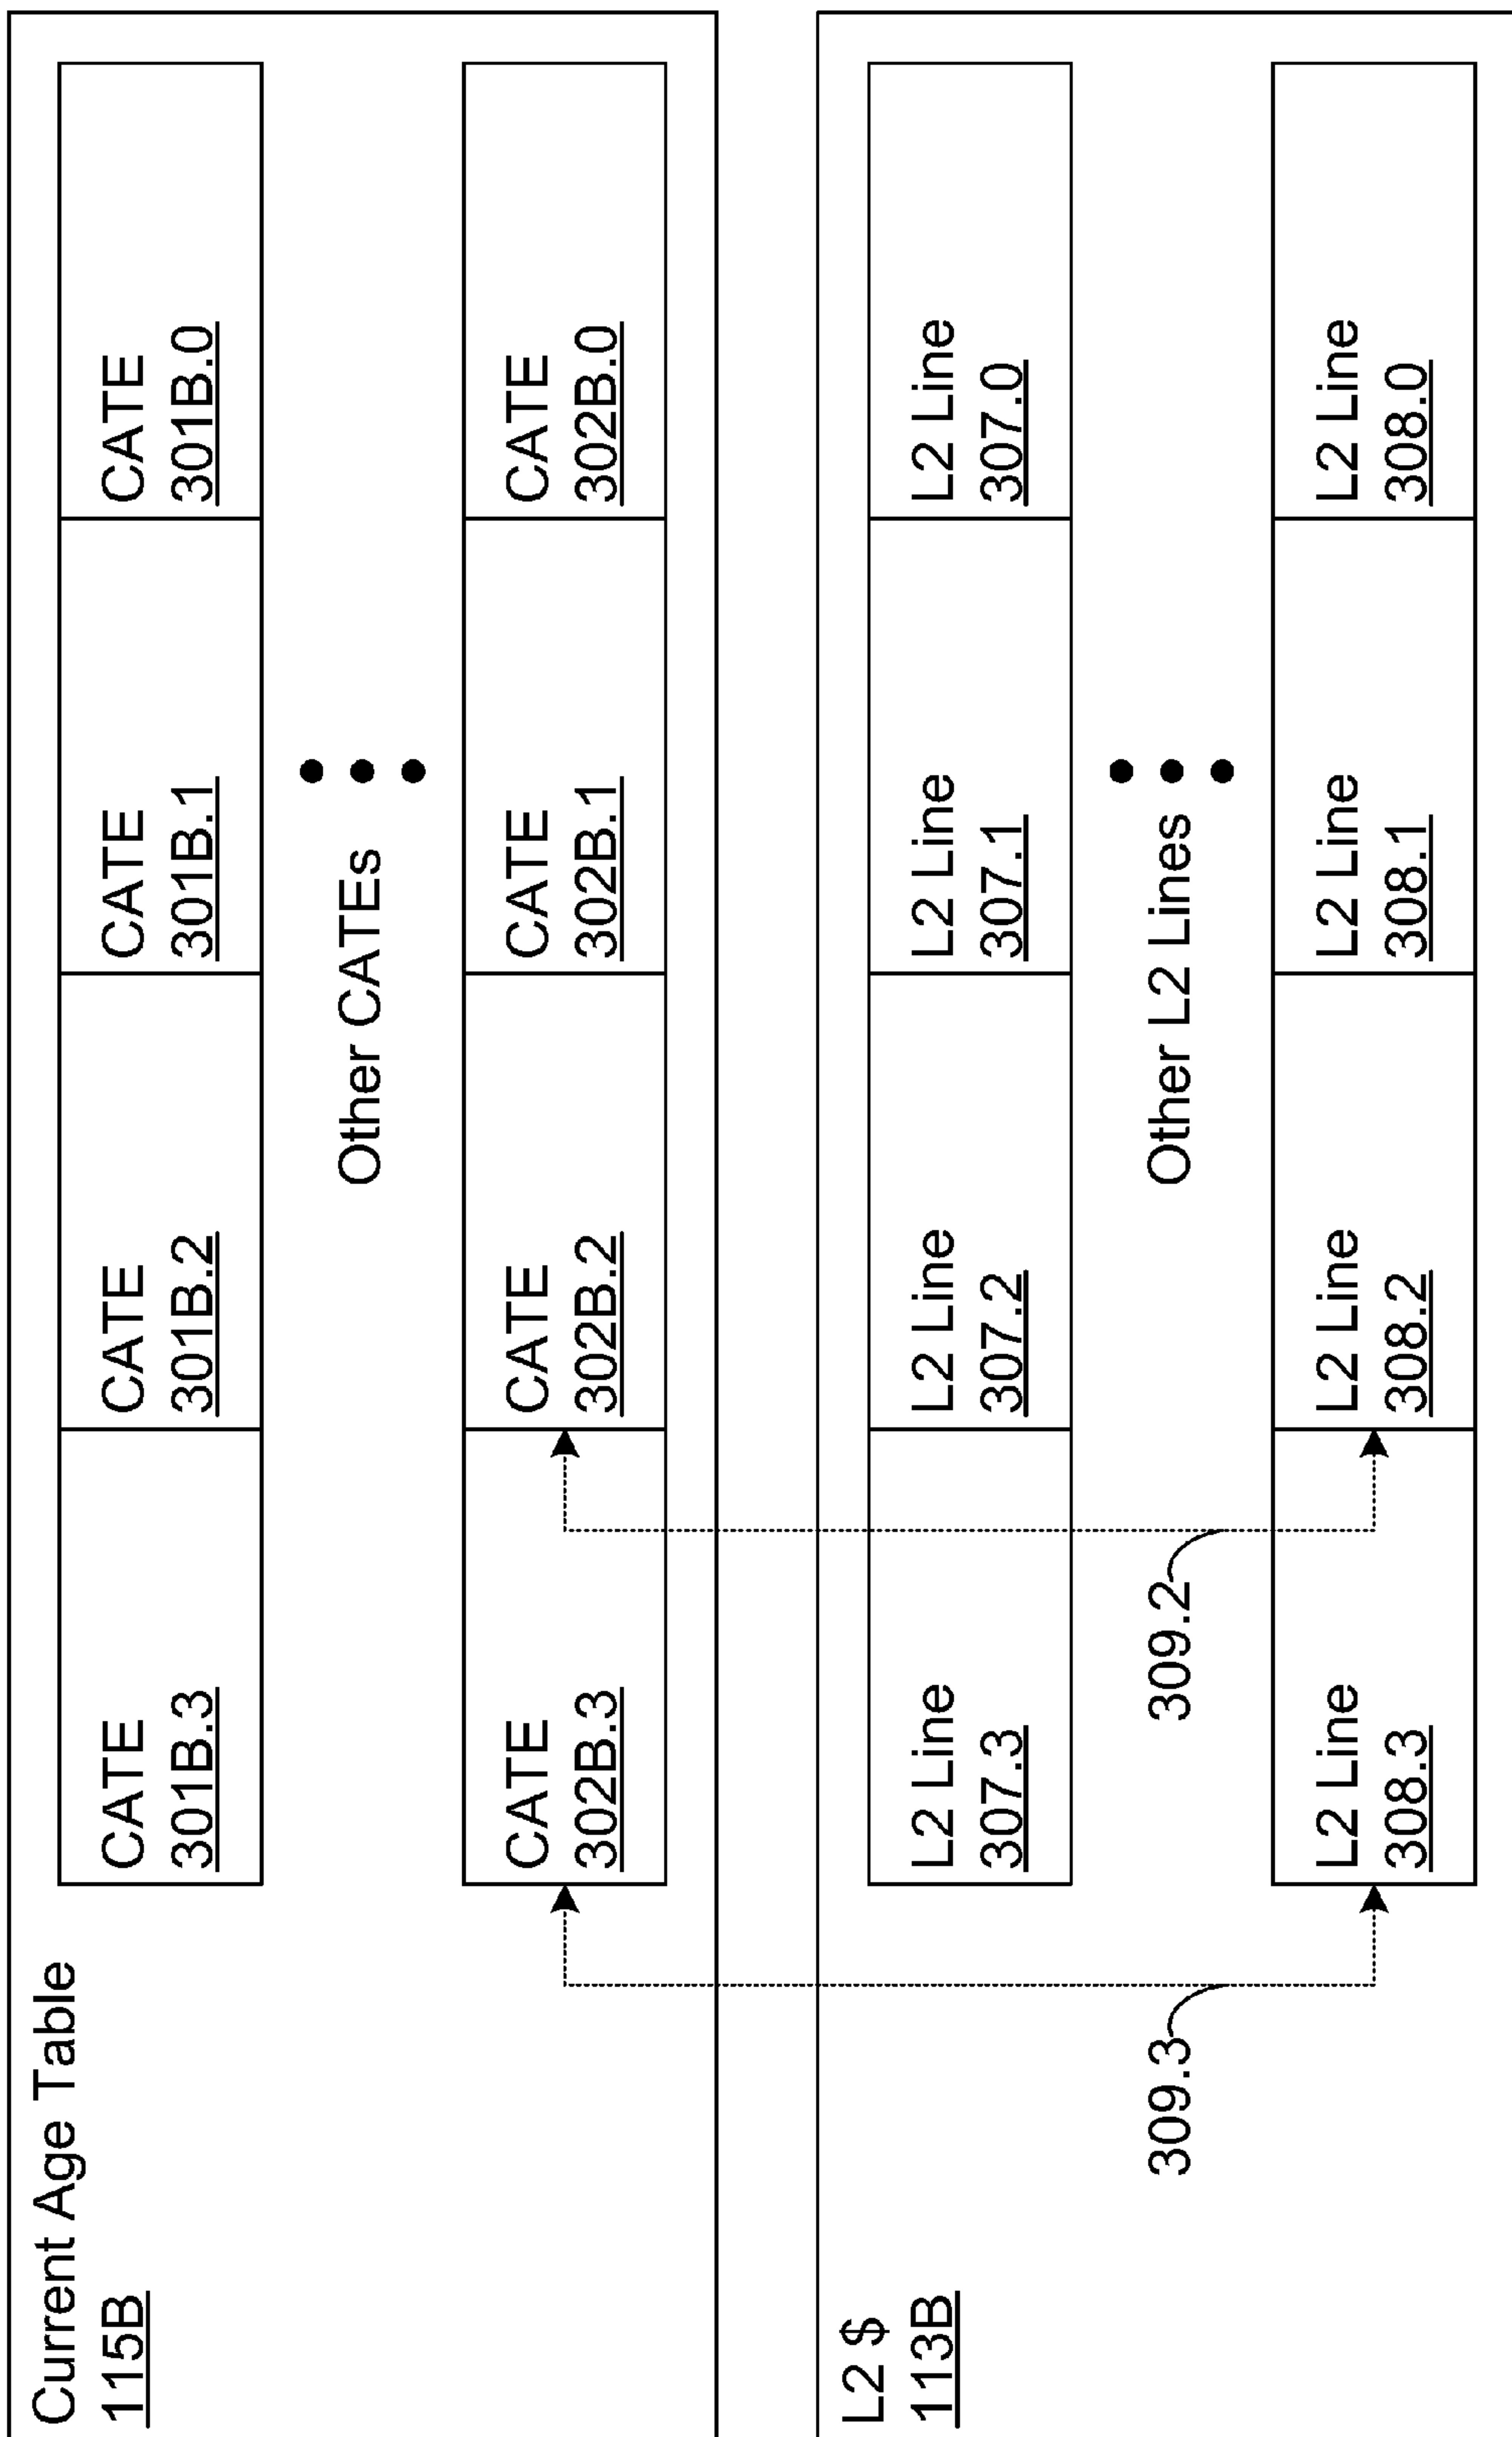 Current Age Table
115B
CATE
301B.3
CATE
301B.2
CATE
301B.1
CATE
301B.0
Other CATEs
CATE
302B.3
CATE
302B.2
CATE
302B.1
CATE
302B.0
L2 $
113B
L2 Line
307.3
L2 Line
307.2
L2 Line
307.1
L2 Line
307.0
309.3
309.2
Other L2 Lines
L2 Line
308.3
L2 Line
308.2
L2 Line
308.1
L2 Line
308.0